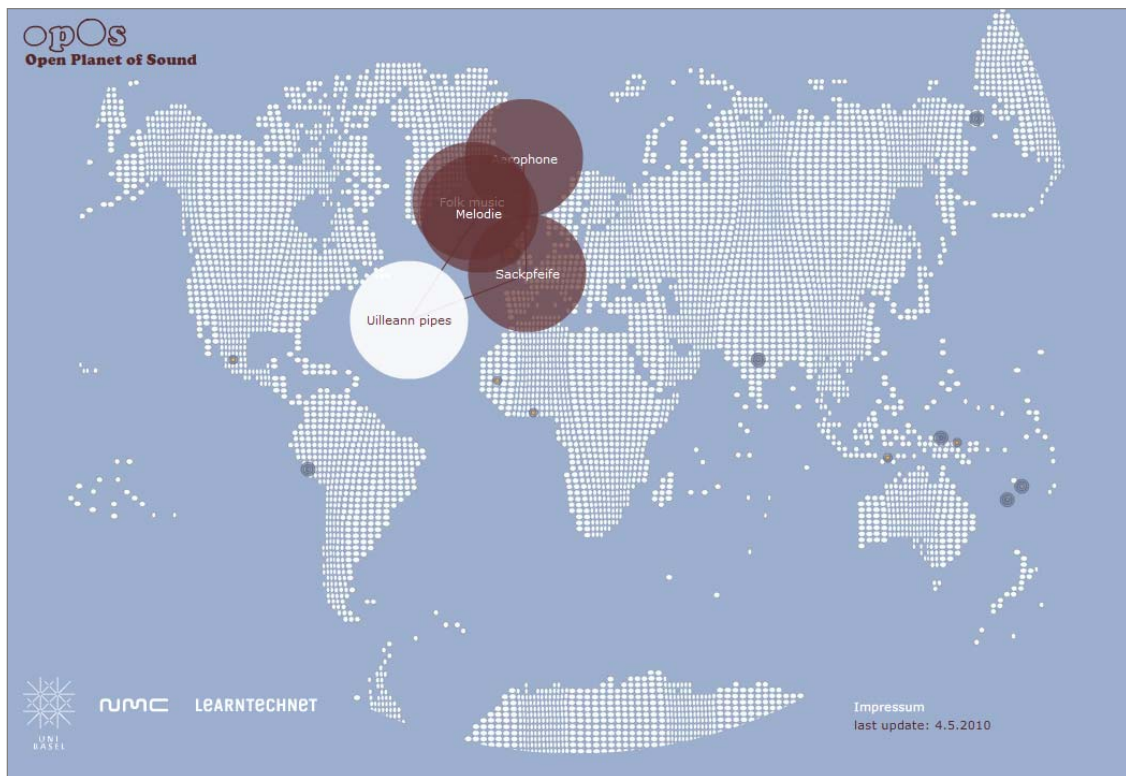 opOs
Open Planet of Sound
Aerophone
Folk music
Melodie
Sackpfeife
Uilleann pipes
UNI
BASEL
NMC
LEARNTECHNET
Impressum
last update: 4.5.2010